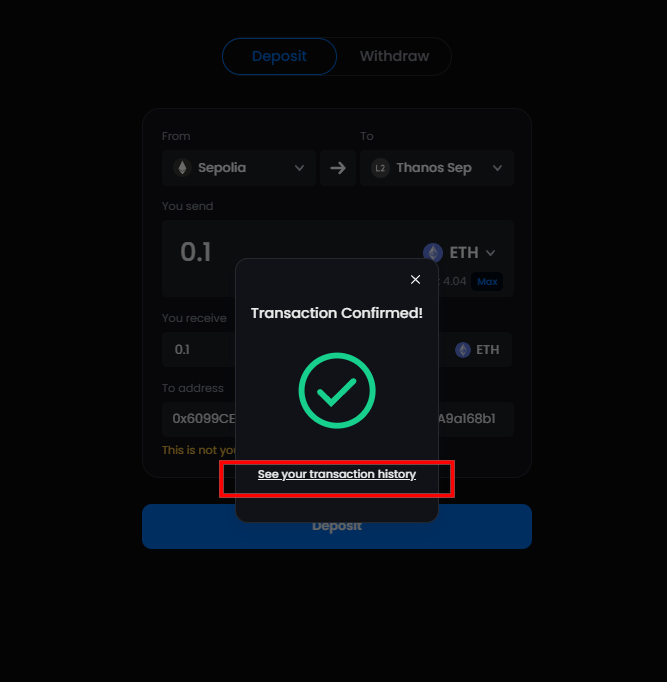 Deposit Withdraw
From To
Sepolia L2 Thanos Sep
You send
0.1 ETH
4.04 Max
Transaction Confirmed!
You receive
0.1 ETH
To address
0x6099CE A9a168b1
This is not you
See your transaction history
Deposit